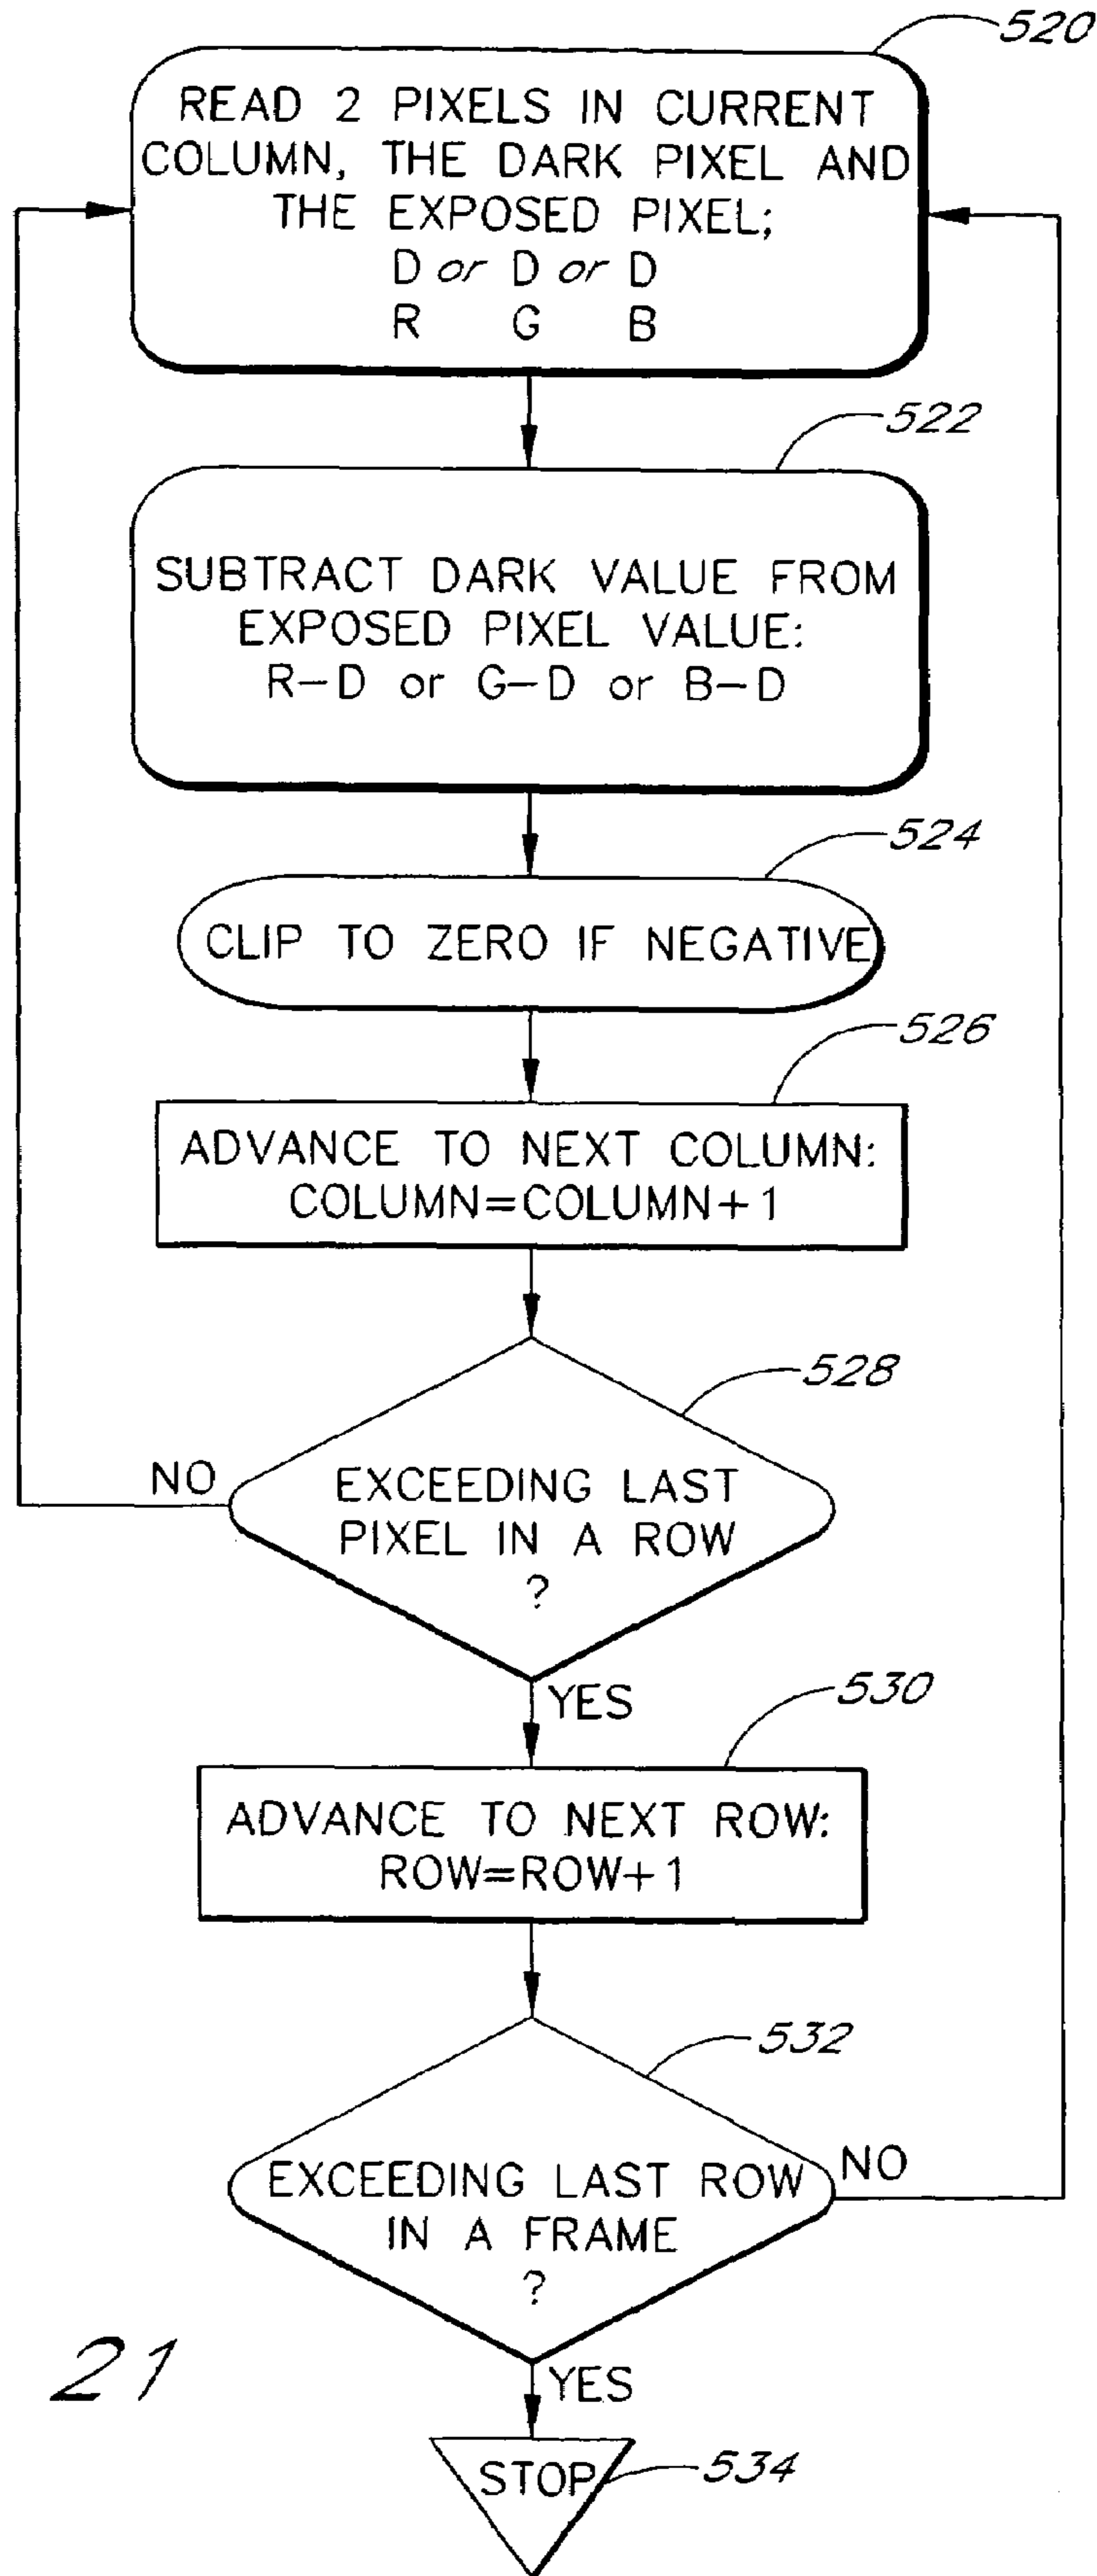 520
READ 2 PIXELS IN CURRENT
COLUMN, THE DARK PIXEL AND
THE EXPOSED PIXEL;
D or D or D
R G B
522
SUBTRACT DARK VALUE FROM
EXPOSED PIXEL VALUE:
R-D or G-D or B-D
524
CLIP TO ZERO IF NEGATIVE
526
ADVANCE TO NEXT COLUMN:
COLUMN=COLUMN+1
528
NO
EXCEEDING LAST
PIXEL IN A ROW
?
YES
530
ADVANCE TO NEXT ROW:
ROW=ROW+1
532
NO
EXCEEDING LAST ROW
IN A FRAME
?
21
YES
STOP
534